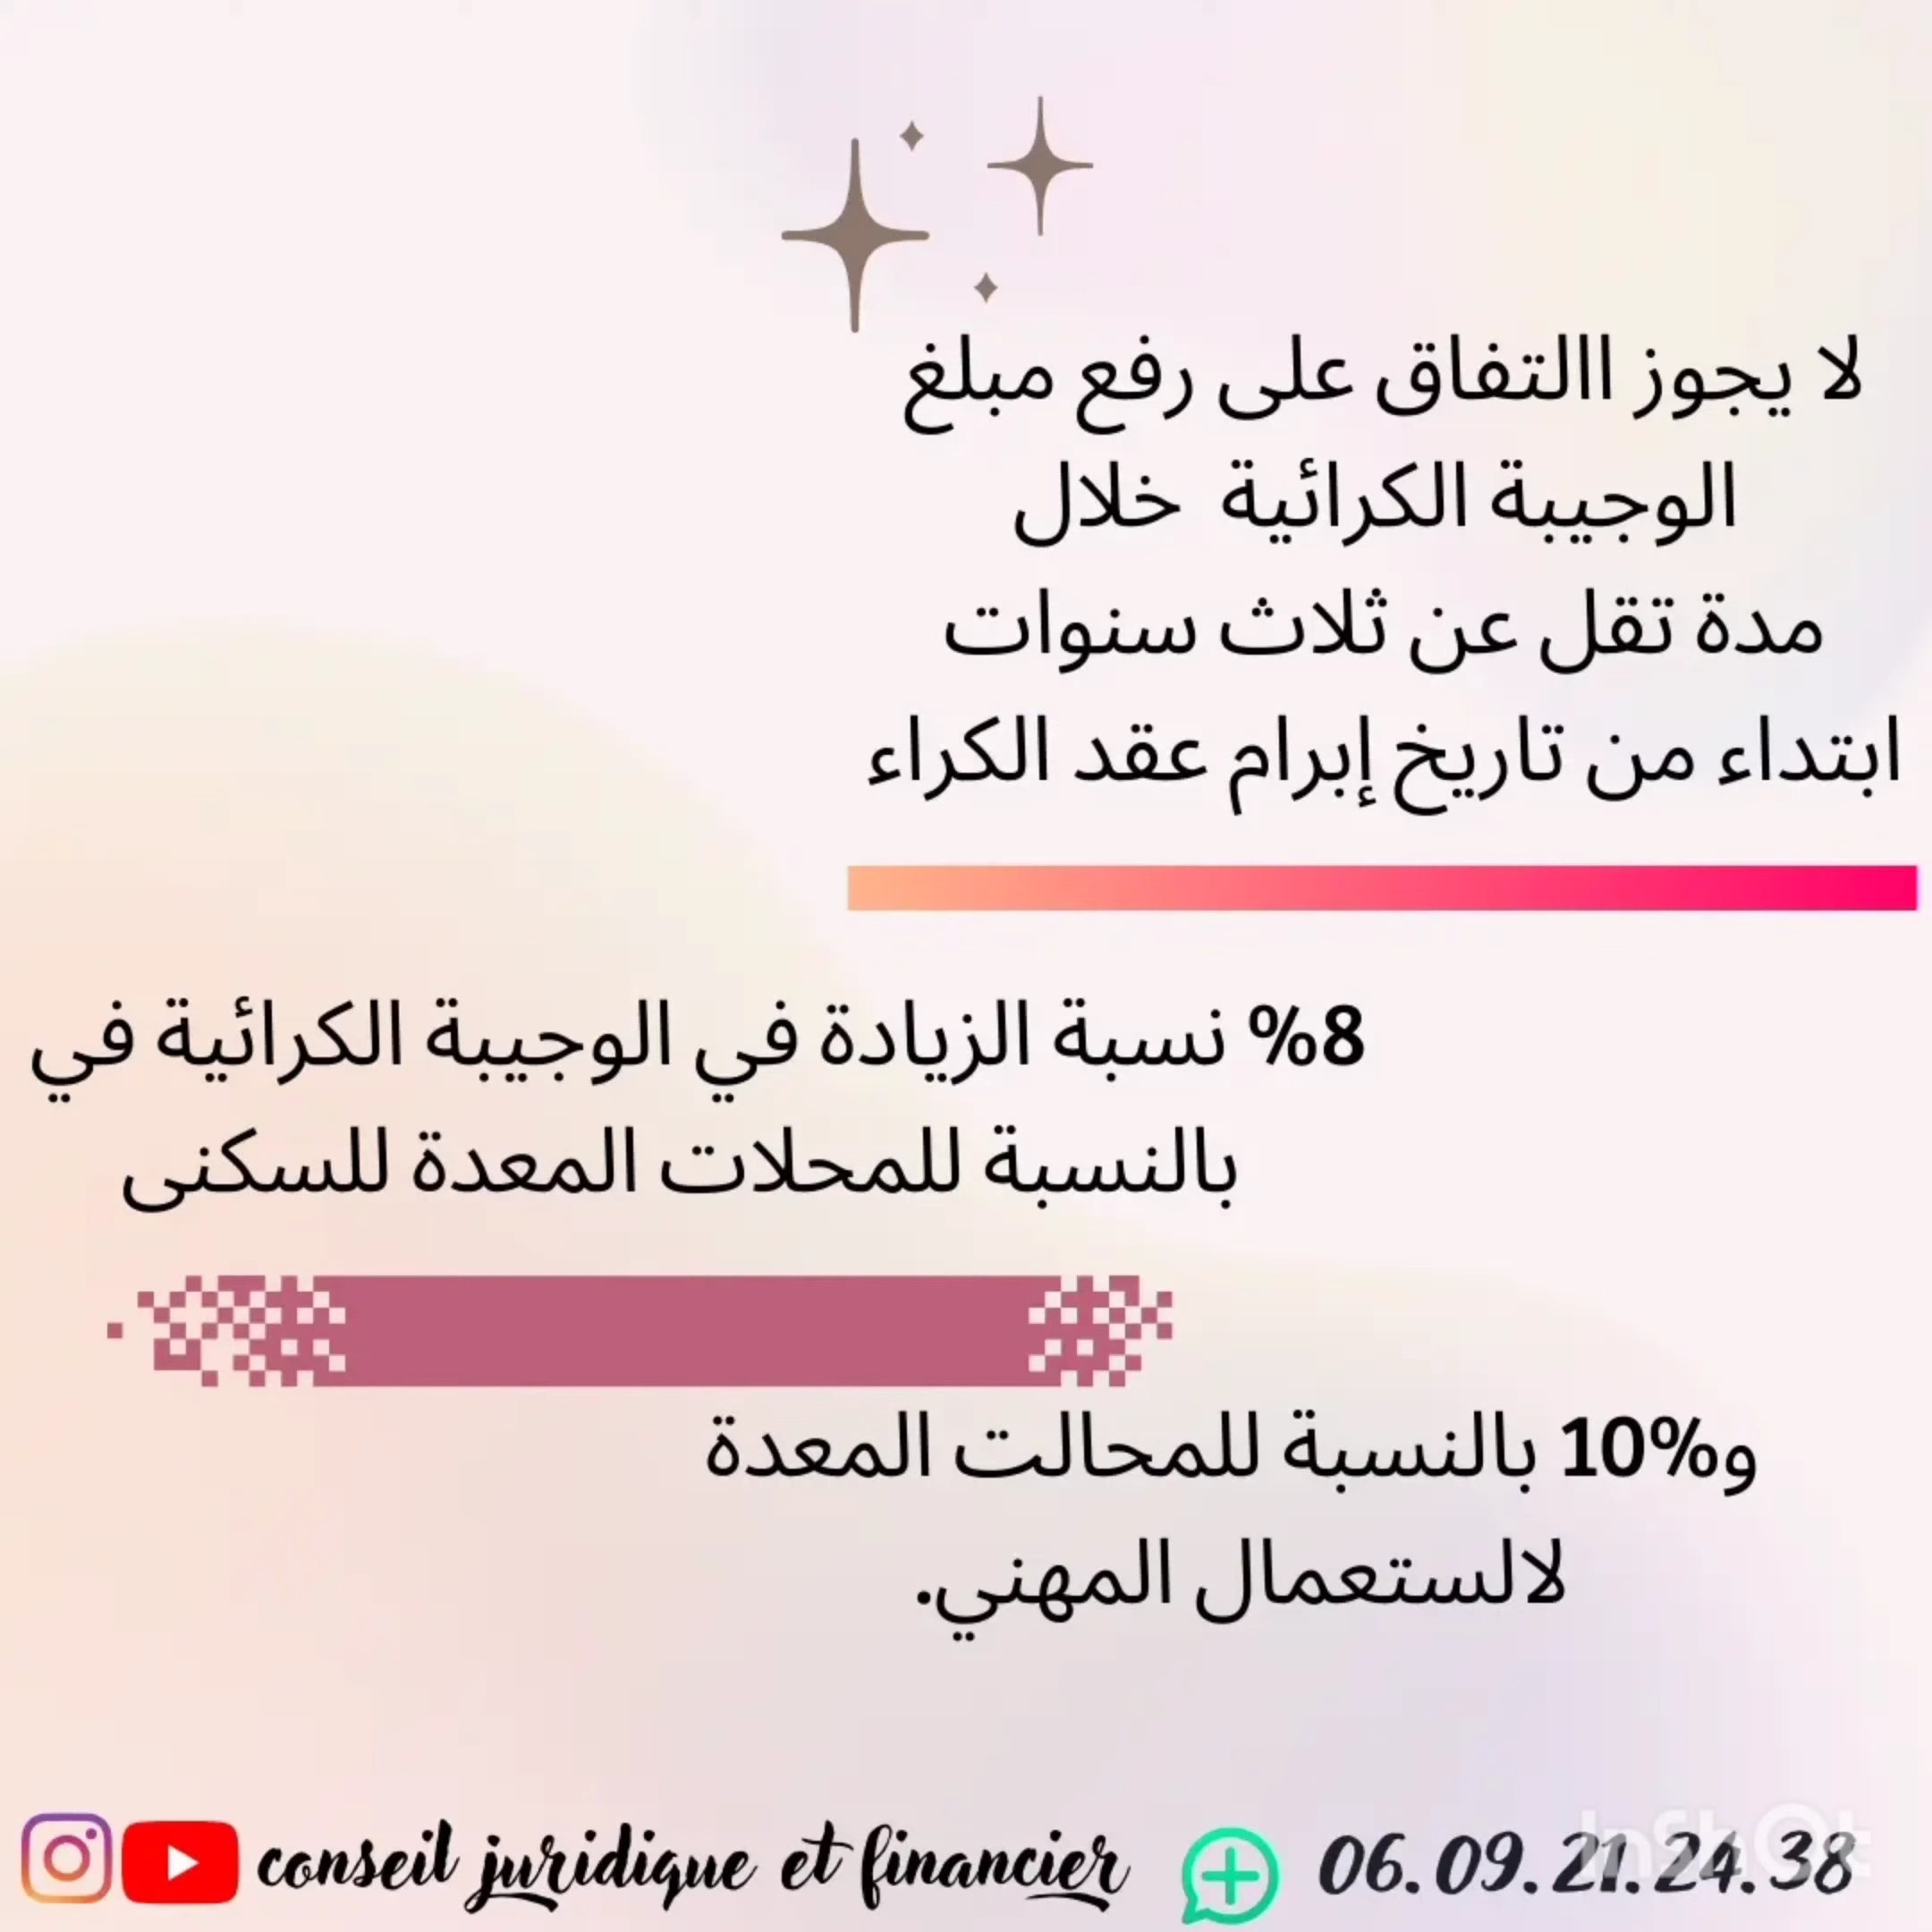 لا يجوز االتفاق على رفع مبلغ
الوجيبة الكرائية خلال
مدة تقل عن ثلاث سنوات
ابتداء من تاريخ إبرام عقد الكراء
8% نسبة الزيادة في الوجيبة الكرائية في
بالنسبة للمحلات المعدة للسكنى
و10% بالنسبة للمحالت المعدة
لالستعمال المهني.
conseil juridique et financier 06.09.21.24.38
InShOt